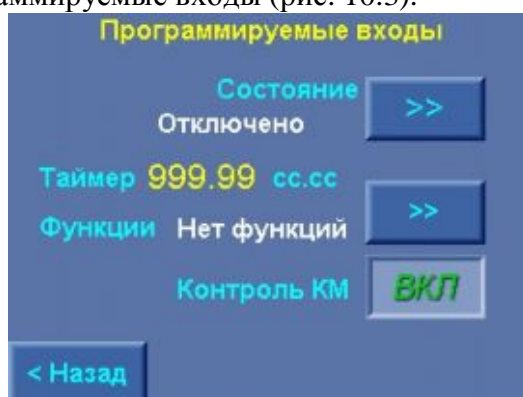 аммируемые входы (рис. 10.3).
Программируемые входы
Состояние
Отключено
>>
Таймер 999.99 сс.сс
Функции Нет функций
>>
Контроль КМ ВКЛ
< Назад